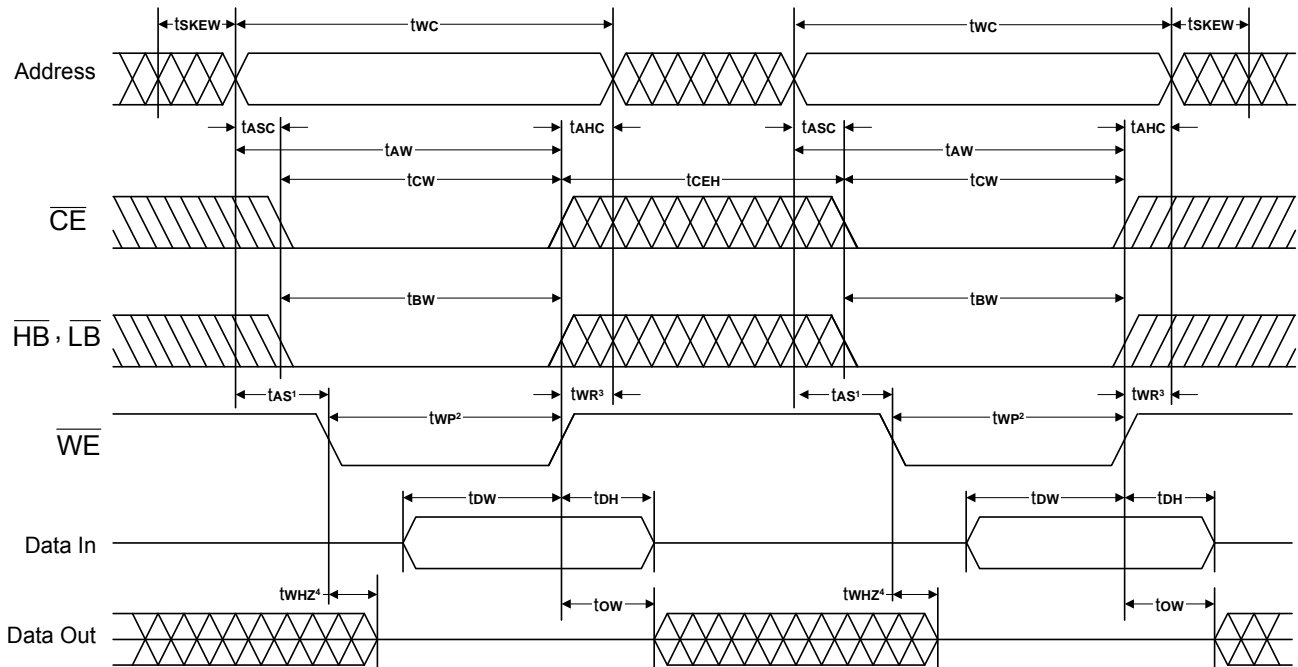 tSKEW tWC tWC tSKEW
Address
tASC tAHC tASC tAHC
tAW tAW
tCW tCEH tCW
CE
tBW tBW
HB , LB
tAS¹ tWR³ tAS¹ tWR³
tWP² tWP²
WE
tDW tDH tDW tDH
Data In
tWHZ⁴ tOW tWHZ⁴ tOW
Data Out